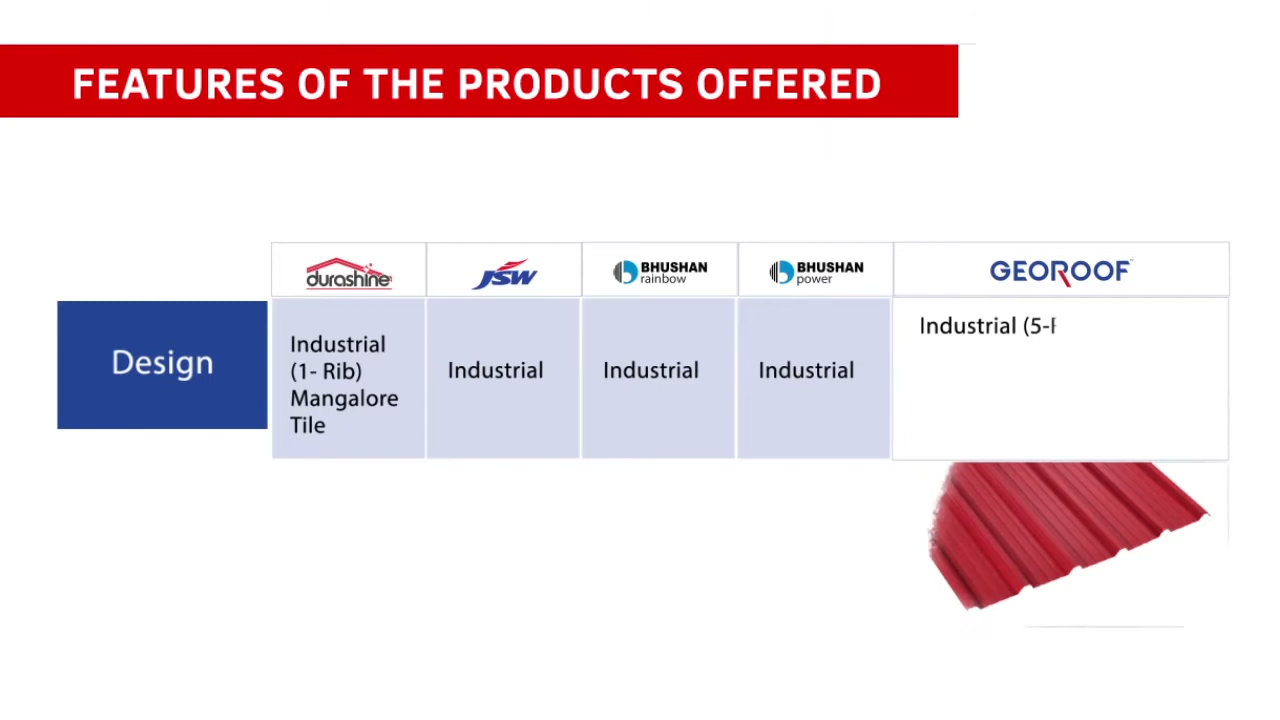 FEATURES OF THE PRODUCTS OFFERED
durashine
JSW
BHUSHAN
rainbow
BHUSHAN
power
GEOROOF
Design
Industrial
(1- Rib)
Mangalore
Tile
Industrial
Industrial
Industrial
Industrial (5-